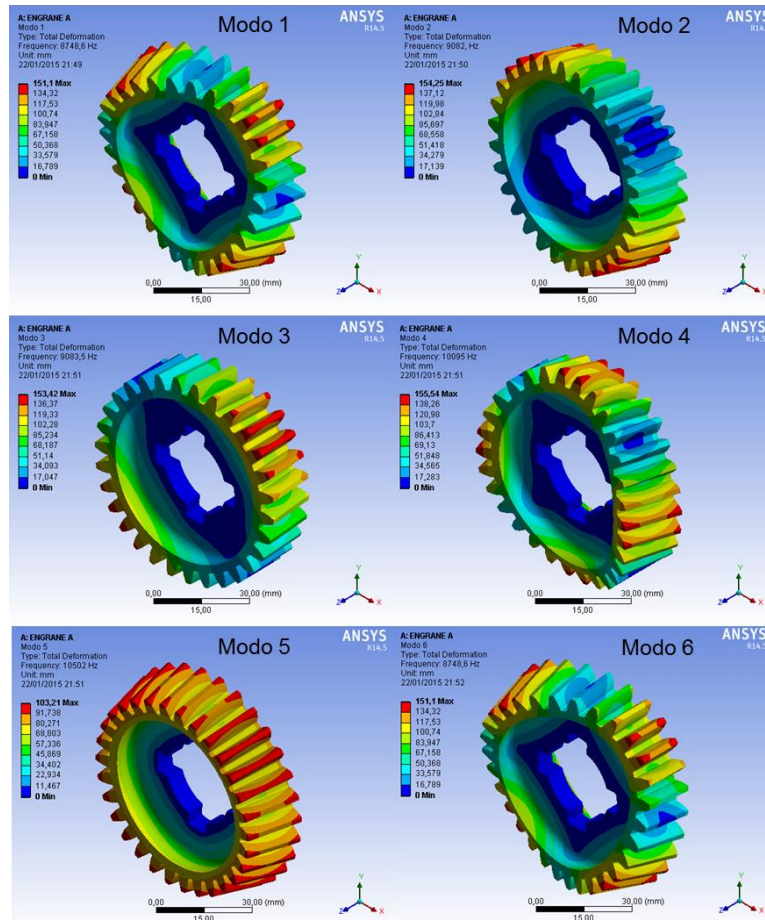 A: ENGRANE A
Modo 1
Type: Total Deformation
Frequency: 8748,6 Hz
Unit: mm
22/01/2015 21:49
Modo 1
ANSYS
R14.5
151,1 Max
134,32
117,53
100,74
83,947
67,158
50,368
33,579
16,789
0 Min
0,00
30,00 (mm)
15,00
Y
Z
X
A: ENGRANE A
Modo 2
Type: Total Deformation
Frequency: 9082, Hz
Unit: mm
22/01/2015 21:50
Modo 2
ANSYS
R14.5
154,25 Max
137,12
119,98
102,84
85,697
68,558
51,418
34,279
17,139
0 Min
0,00
30,00 (mm)
15,00
Y
Z
X
A: ENGRANE A
Modo 3
Type: Total Deformation
Frequency: 9083,5 Hz
Unit: mm
22/01/2015 21:51
Modo 3
ANSYS
R14.5
153,42 Max
136,37
119,33
102,28
85,234
68,187
51,14
34,093
17,047
0 Min
0,00
30,00 (mm)
15,00
Y
Z
X
A: ENGRANE A
Modo 4
Type: Total Deformation
Frequency: 10095 Hz
Unit: mm
22/01/2015 21:51
Modo 4
ANSYS
R14.5
155,54 Max
138,26
120,98
103,7
86,413
69,13
51,848
34,565
17,283
0 Min
0,00
30,00 (mm)
15,00
Y
Z
X
A: ENGRANE A
Modo 5
Type: Total Deformation
Frequency: 10502 Hz
Unit: mm
22/01/2015 21:51
Modo 5
ANSYS
R14.5
103,21 Max
91,738
80,271
68,803
57,336
45,869
34,402
22,934
11,467
0 Min
0,00
30,00 (mm)
15,00
Y
Z
X
A: ENGRANE A
Modo 6
Type: Total Deformation
Frequency: 8748,6 Hz
Unit: mm
22/01/2015 21:52
Modo 6
ANSYS
R14.5
151,1 Max
134,32
117,53
100,74
83,947
67,158
50,368
33,579
16,789
0 Min
0,00
30,00 (mm)
15,00
Y
Z
X